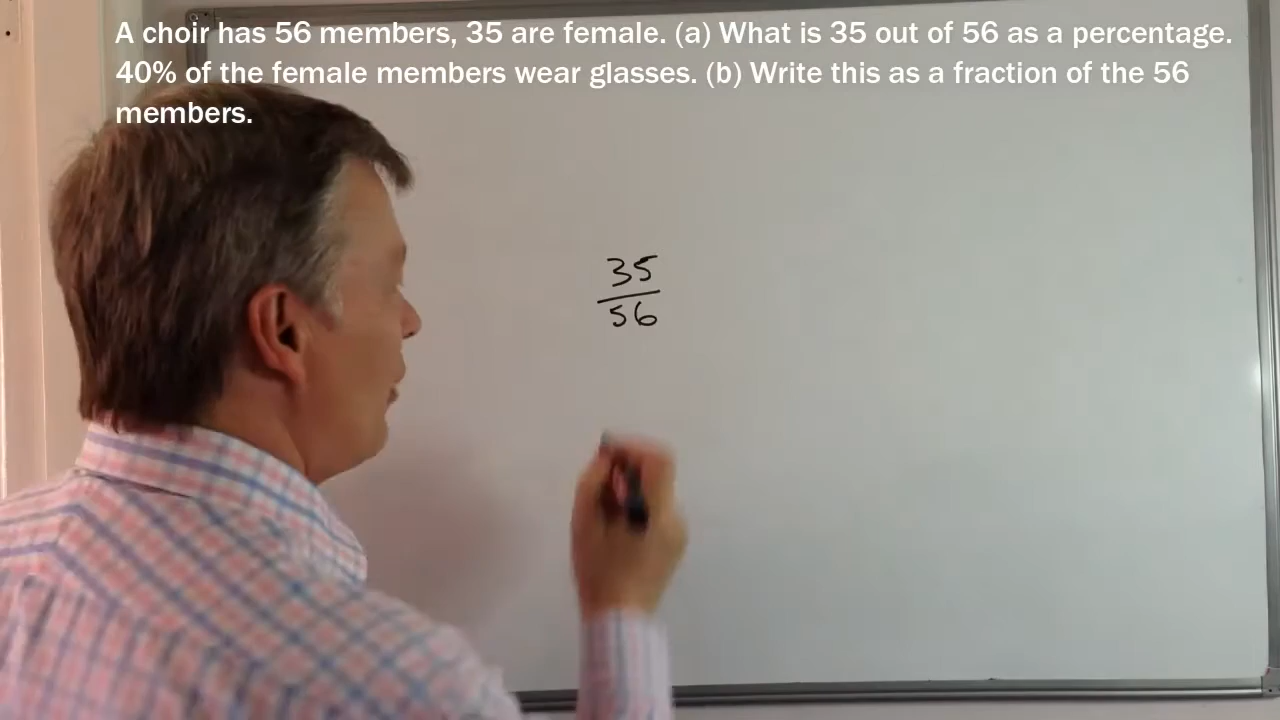 A choir has 56 members, 35 are female. (a) What is 35 out of 56 as a percentage.
40% of the female members wear glasses. (b) Write this as a fraction of the 56
members.
35
56